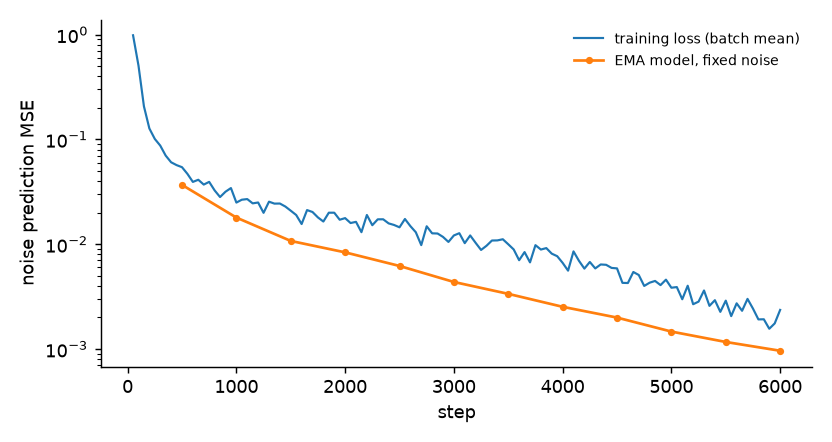 training loss (batch mean)
EMA model, fixed noise
10⁰
10⁻¹
10⁻²
10⁻³
noise prediction MSE
0 1000 2000 3000 4000 5000 6000
step